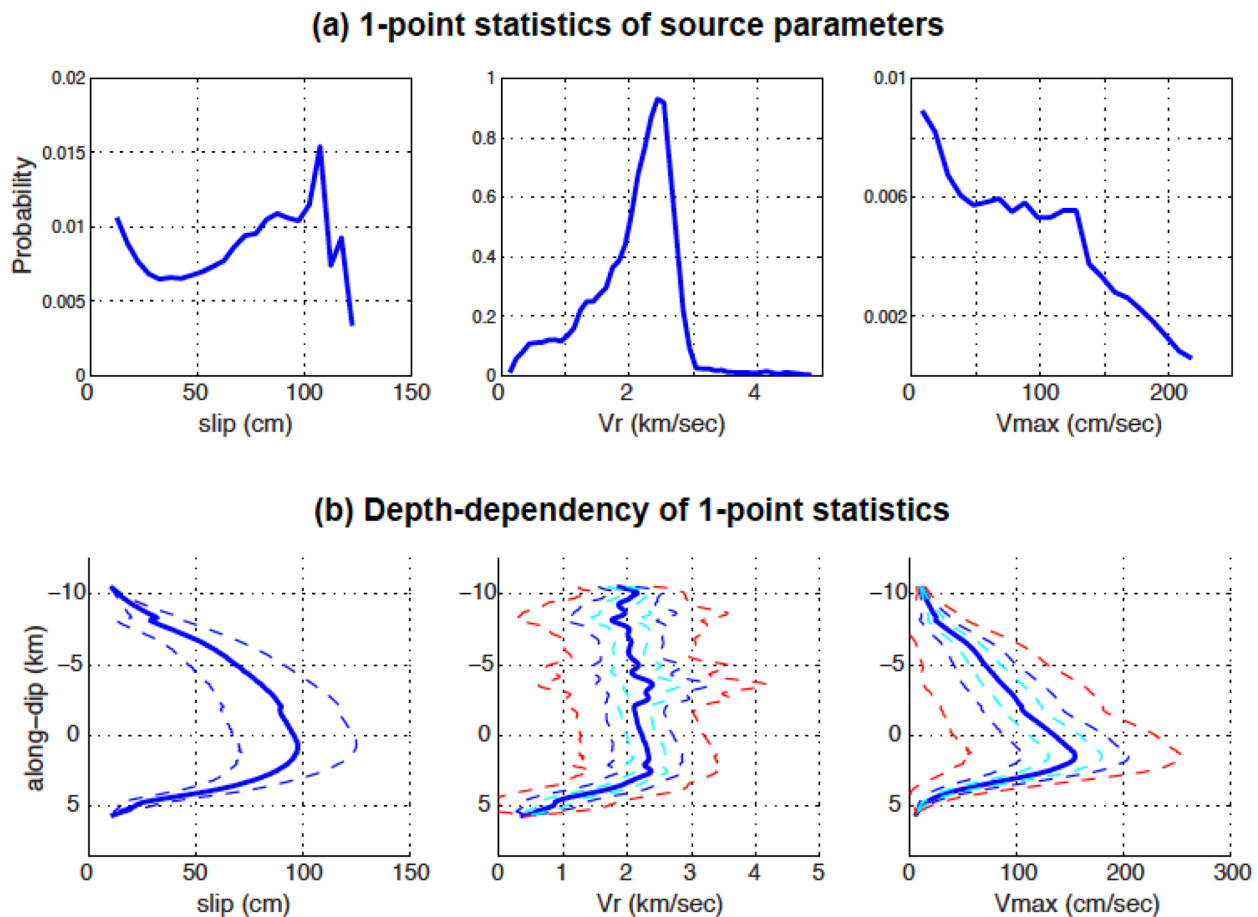 (a) 1-point statistics of source parameters
0.02
0.015
0.01
0.005
0
Probability
0 50 100 150
slip (cm)
1
0.8
0.6
0.4
0.2
0
0 2 4
Vr (km/sec)
0.01
0.006
0.002
0 100 200
Vmax (cm/sec)
(b) Depth-dependency of 1-point statistics
−10
−5
0
5
along−dip (km)
0 50 100 150
slip (cm)
−10
−5
0
5
0 1 2 3 4 5
Vr (km/sec)
−10
−5
0
5
0 100 200 300
Vmax (cm/sec)